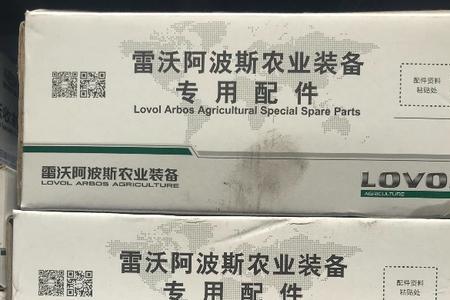 雷沃阿波斯农业装备
专用配件
Lovol Arbos Agricultural Special Spare Parts
配件资料
粘贴处
雷沃阿波斯农业装备
LOVOL ARBOS AGRICULTURE
LOVO
AGRICULTURE
雷沃阿波斯农业装备
专用配件
配件资料
粘贴处